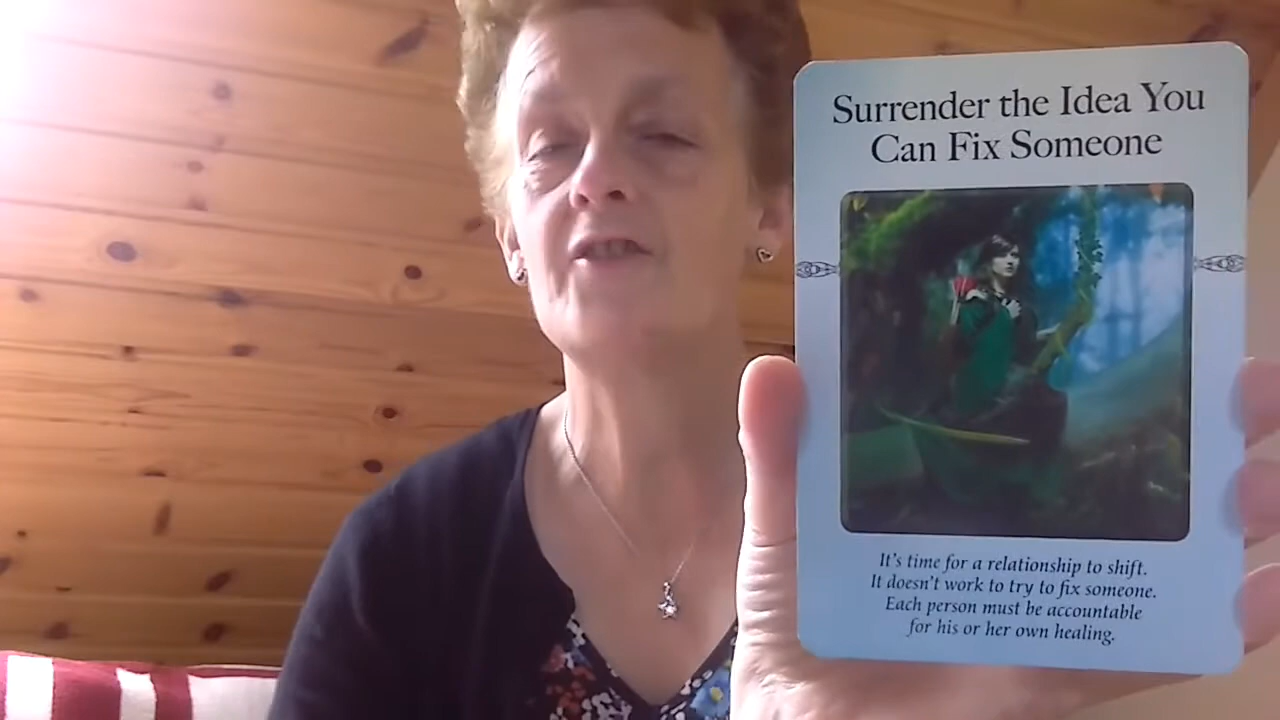 Surrender the Idea You
Can Fix Someone
It's time for a relationship to shift.
It doesn't work to try to fix someone.
Each person must be accountable
for his or her own healing.